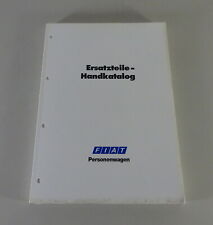 Ersatzteile-
Handkatalog
FIAT
Personenwagen